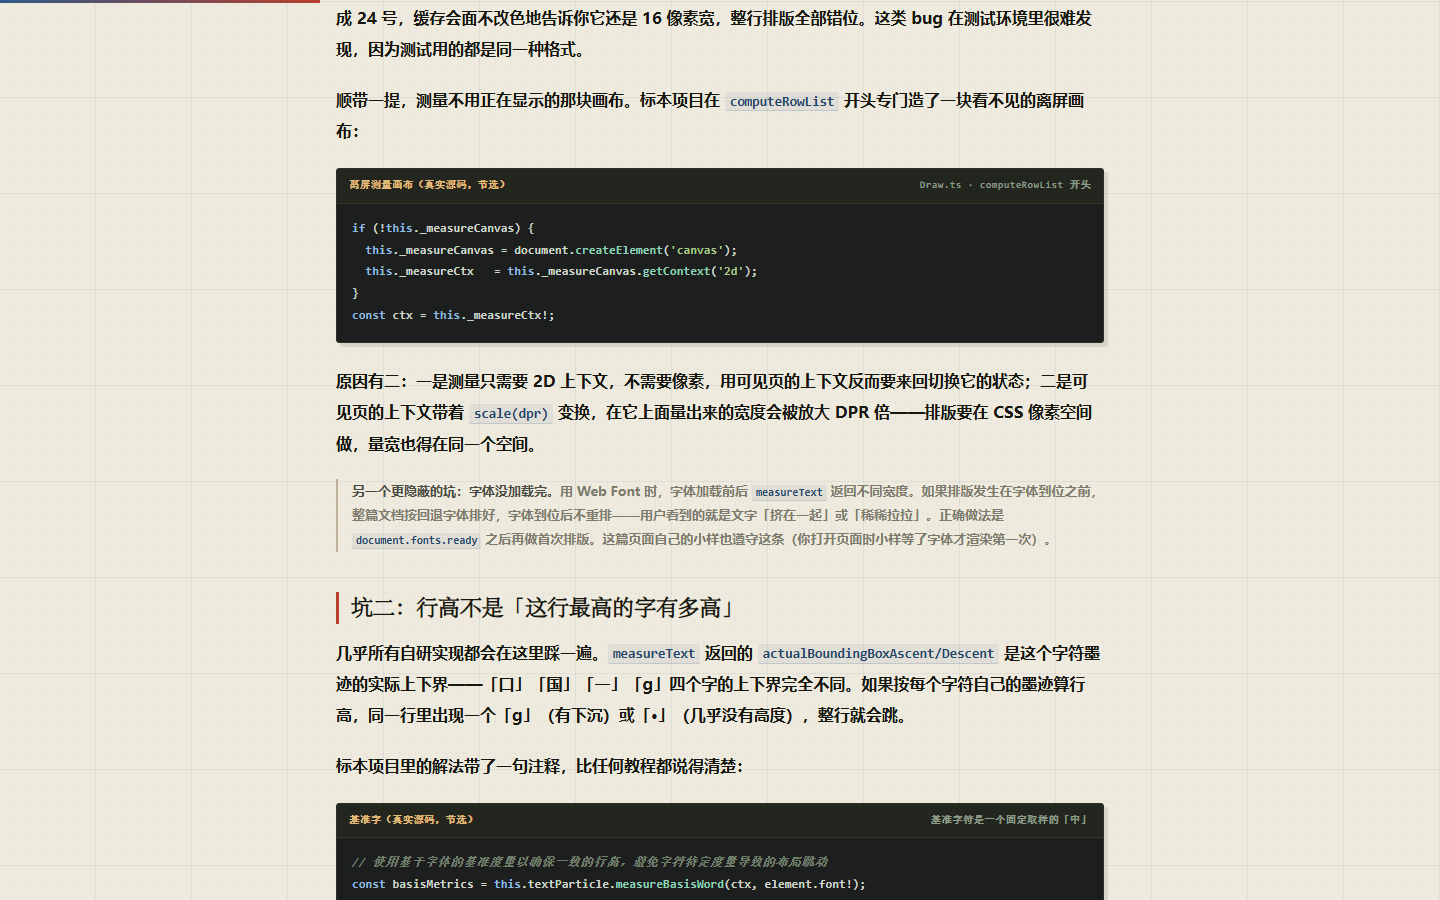 成 24 号，缓存会面不改色地告诉你它还是 16 像素宽，整行排版全部错位。这类 bug 在测试环境里很难发
现，因为测试用的都是同一种格式。
顺带一提，测量不用正在显示的那块画布。标本项目在 computeRowList 开头专门造了一块看不见的离屏画
布：
离屏测量画布（真实源码，节选）
Draw.ts · computeRowList 开头
if (!this._measureCanvas) {
  this._measureCanvas = document.createElement('canvas');
  this._measureCtx   = this._measureCanvas.getContext('2d');
}
const ctx = this._measureCtx!;
原因有二：一是测量只需要 2D 上下文，不需要像素，用可见页的上下文反而要来回切换它的状态；二是可
见页的上下文带着 scale(dpr) 变换，在它上面量出来的宽度会被放大 DPR 倍——排版要在 CSS 像素空间
做，量宽也得在同一个空间。
另一个更隐蔽的坑：字体没加载完。用 Web Font 时，字体加载前后 measureText 返回不同宽度。如果排版发生在字体到位之前，
整篇文档按回退字体排好，字体到位后不重排——用户看到的就是文字「挤在一起」或「稀稀拉拉」。正确做法是
document.fonts.ready 之后再做首次排版。这篇页面自己的小样也遵守这条（你打开页面时小样等了字体才渲染第一次）。
坑二：行高不是「这行最高的字有多高」
几乎所有自研实现都会在这里踩一遍。measureText 返回的 actualBoundingBoxAscent/Descent 是这个字符墨
迹的实际上下界——「口」「国」「一」「g」四个字的上下界完全不同。如果按每个字符自己的墨迹算行
高，同一行里出现一个「g」（有下沉）或「•」（几乎没有高度），整行就会跳。
标本项目里的解法带了一句注释，比任何教程都说得清楚：
基准字（真实源码，节选）
基准字符是一个固定取样的「中」
// 使用基于字体的基准度量以确保一致的行高，避免字符特定度量导致的布局跳动
const basisMetrics = this.textParticle.measureBasisWord(ctx, element.font!);